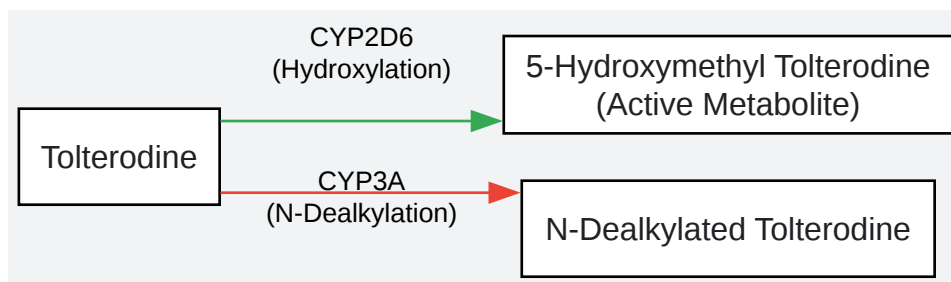 CYP2D6
(Hydroxylation)
5-Hydroxymethyl Tolterodine
(Active Metabolite)
Tolterodine
CYP3A
(N-Dealkylation)
N-Dealkylated Tolterodine